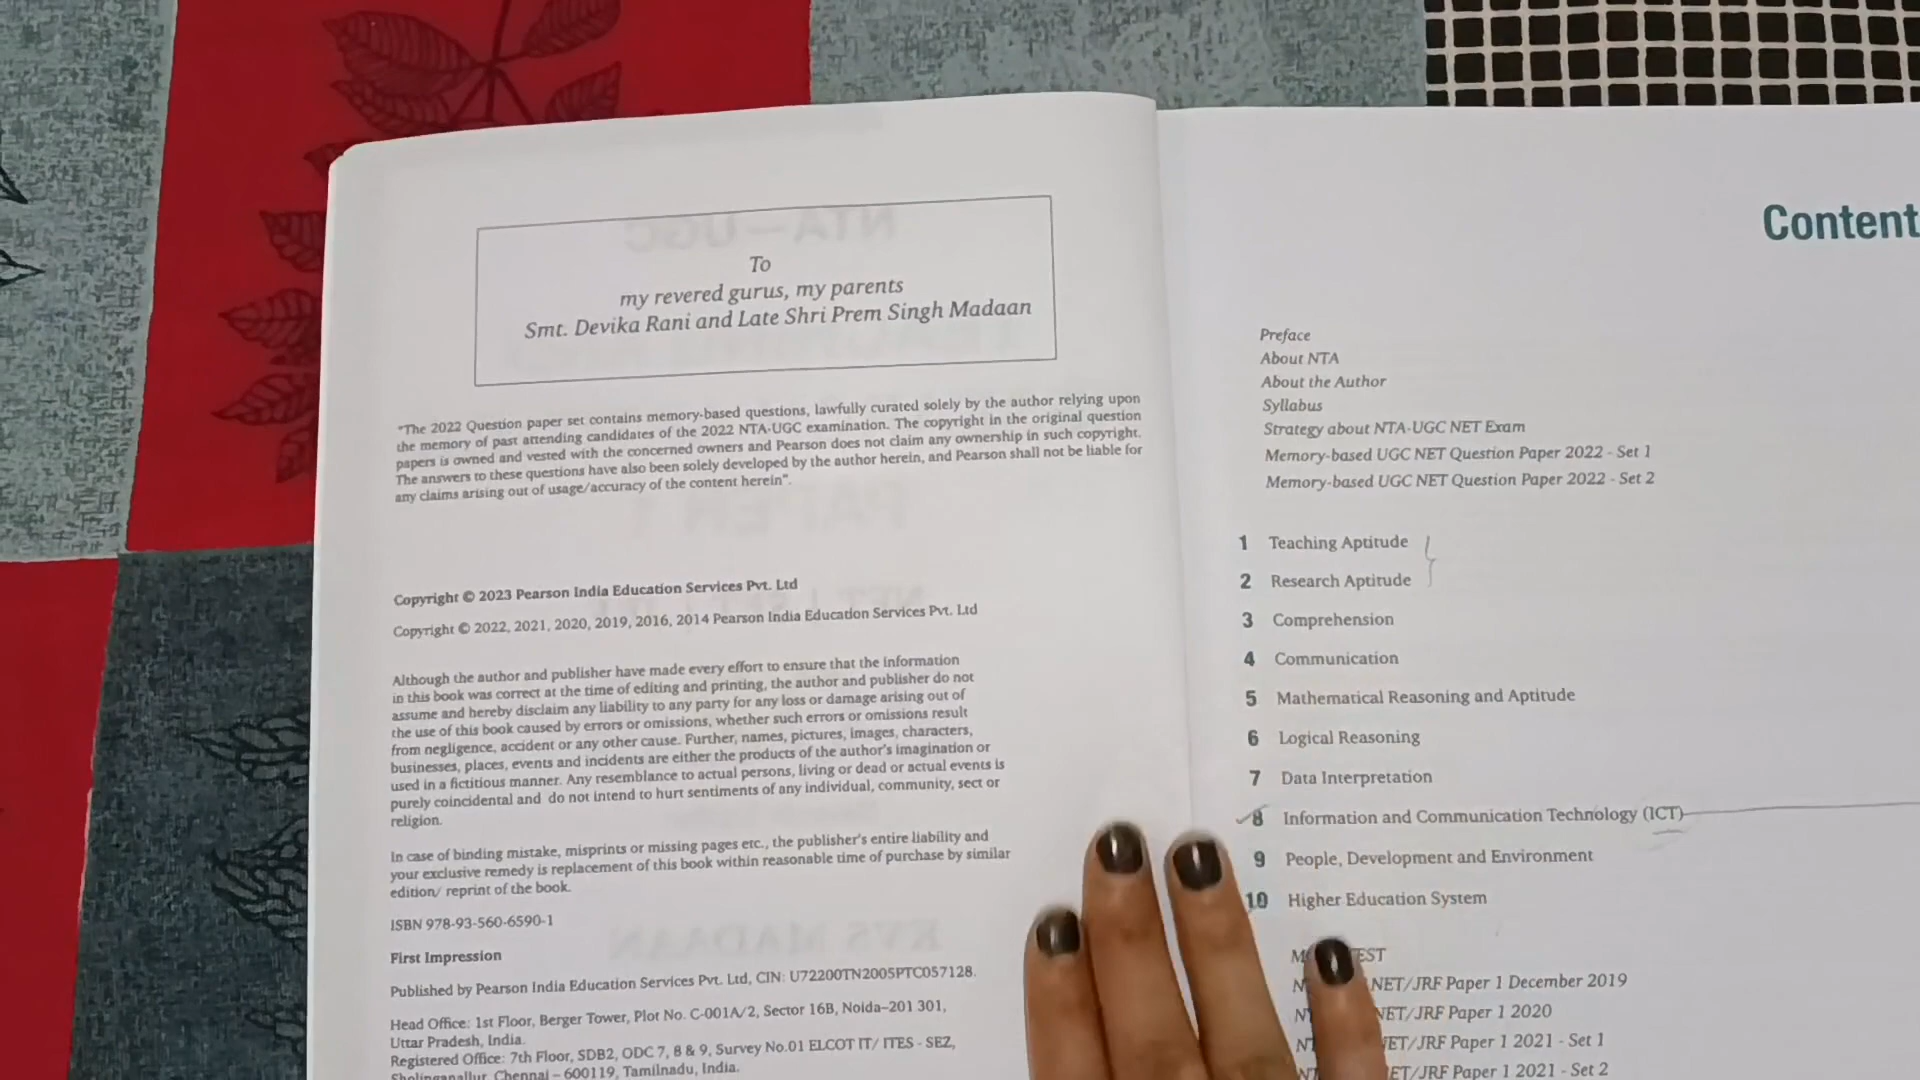 To
my revered gurus, my parents
Smt. Devika Rani and Late Shri Prem Singh Madaan
"The 2022 Question paper set contains memory-based questions, lawfully curated solely by the author relying upon
the memory of past attending candidates of the 2022 NTA-UGC examination. The copyright in the original question
papers is owned and vested with the concerned owners and Pearson does not claim any ownership in such copyright.
The answers to these questions have also been solely developed by the author herein, and Pearson shall not be liable for
any claims arising out of usage/accuracy of the content herein".
Copyright © 2023 Pearson India Education Services Pvt. Ltd
Copyright © 2022, 2021, 2020, 2019, 2016, 2014 Pearson India Education Services Pvt. Ltd
Although the author and publisher have made every effort to ensure that the information
in this book was correct at the time of editing and printing, the author and publisher do not
assume and hereby disclaim any liability to any party for any loss or damage arising out of
the use of this book caused by errors or omissions, whether such errors or omissions result
from negligence, accident or any other cause. Further, names, pictures, images, characters,
businesses, places, events and incidents are either the products of the author's imagination or
used in a fictitious manner. Any resemblance to actual persons, living or dead or actual events is
purely coincidental and do not intend to hurt sentiments of any individual, community, sect or
religion.
In case of binding mistake, misprints or missing pages etc., the publisher's entire liability and
your exclusive remedy is replacement of this book within reasonable time of purchase by similar
edition/ reprint of the book.
ISBN 978-93-560-6590-1
First Impression
Published by Pearson India Education Services Pvt. Ltd, CIN: U72200TN2005PTC057128.
Head Office: 1st Floor, Berger Tower, Plot No. C-001A/2, Sector 16B, Noida–201 301,
Uttar Pradesh, India.
Registered Office: 7th Floor, SDB2, ODC 7, 8 & 9, Survey No.01 ELCOT IT/ ITES - SEZ,
Sholinganallur, Chennai – 600119, Tamilnadu, India.
Content
Preface
About NTA
About the Author
Syllabus
Strategy about NTA-UGC NET Exam
Memory-based UGC NET Question Paper 2022 - Set 1
Memory-based UGC NET Question Paper 2022 - Set 2
1 Teaching Aptitude
2 Research Aptitude
3 Comprehension
4 Communication
5 Mathematical Reasoning and Aptitude
6 Logical Reasoning
7 Data Interpretation
8 Information and Communication Technology (ICT)
9 People, Development and Environment
10 Higher Education System
NET/JRF Paper 1 December 2019
NET/JRF Paper 1 2020
/JRF Paper 1 2021 - Set 1
/JRF Paper 1 2021 - Set 2